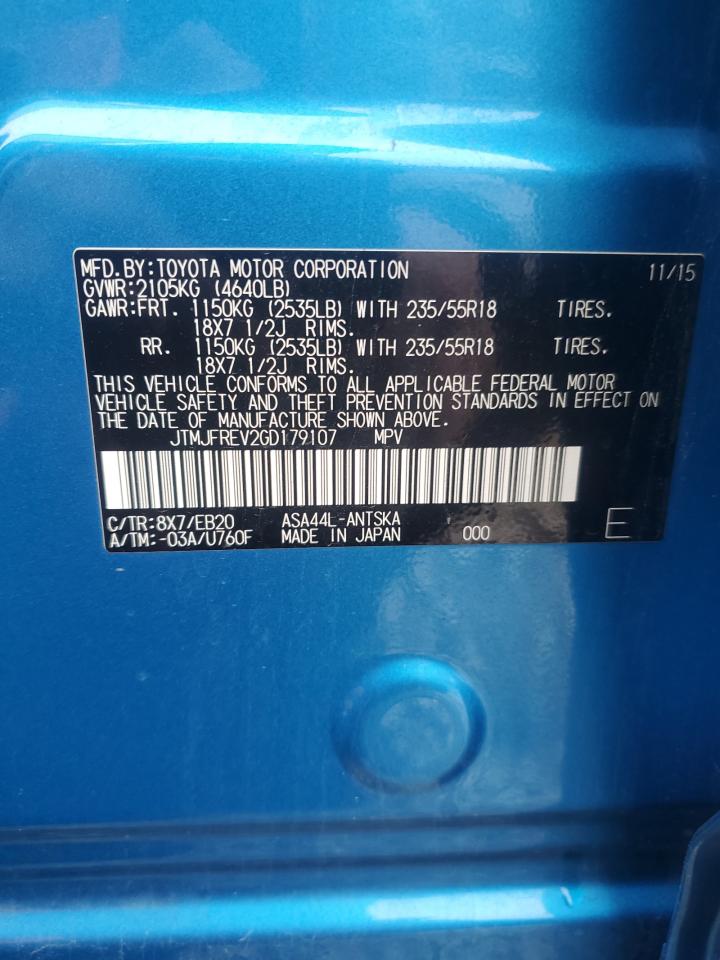 MFD.BY:TOYOTA MOTOR CORPORATION 11/15
GVWR:2105KG (4640LB)
GAWR:FRT. 1150KG (2535LB) WITH 235/55R18 TIRES.
18X7 1/2J RIMS.
RR. 1150KG (2535LB) WITH 235/55R18 TIRES.
18X7 1/2J RIMS.
THIS VEHICLE CONFORMS TO ALL APPLICABLE FEDERAL MOTOR
VEHICLE SAFETY AND THEFT PREVENTION STANDARDS IN EFFECT ON
THE DATE OF MANUFACTURE SHOWN ABOVE.
JTMJFREV2GD179107 MPV
C/TR:8X7/EB20 ASA44L-ANTSKA
A/TM:-03A/U760F MADE IN JAPAN 000 E